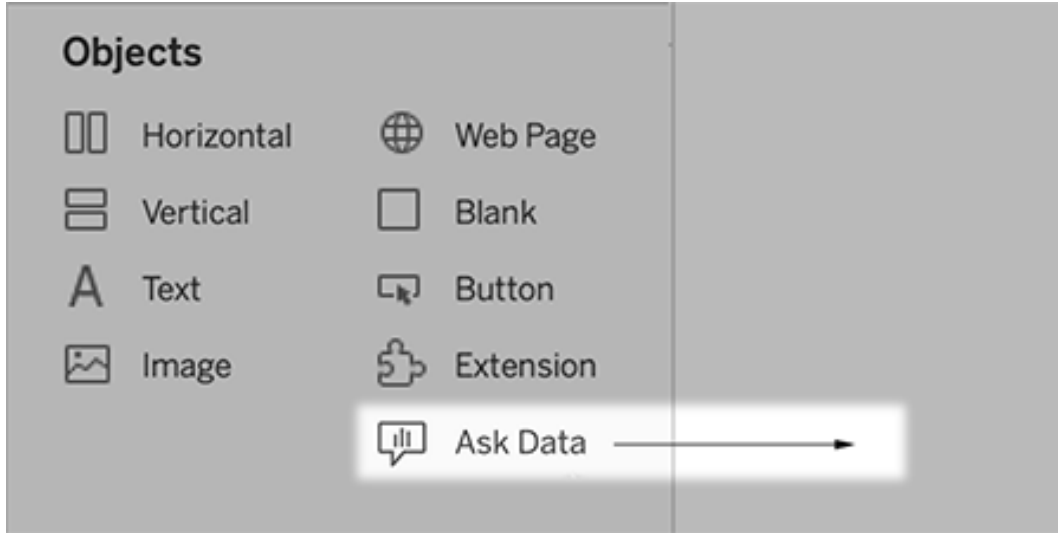 Objects
Horizontal
Web Page
Vertical
Blank
Text
Button
Image
Extension
Ask Data